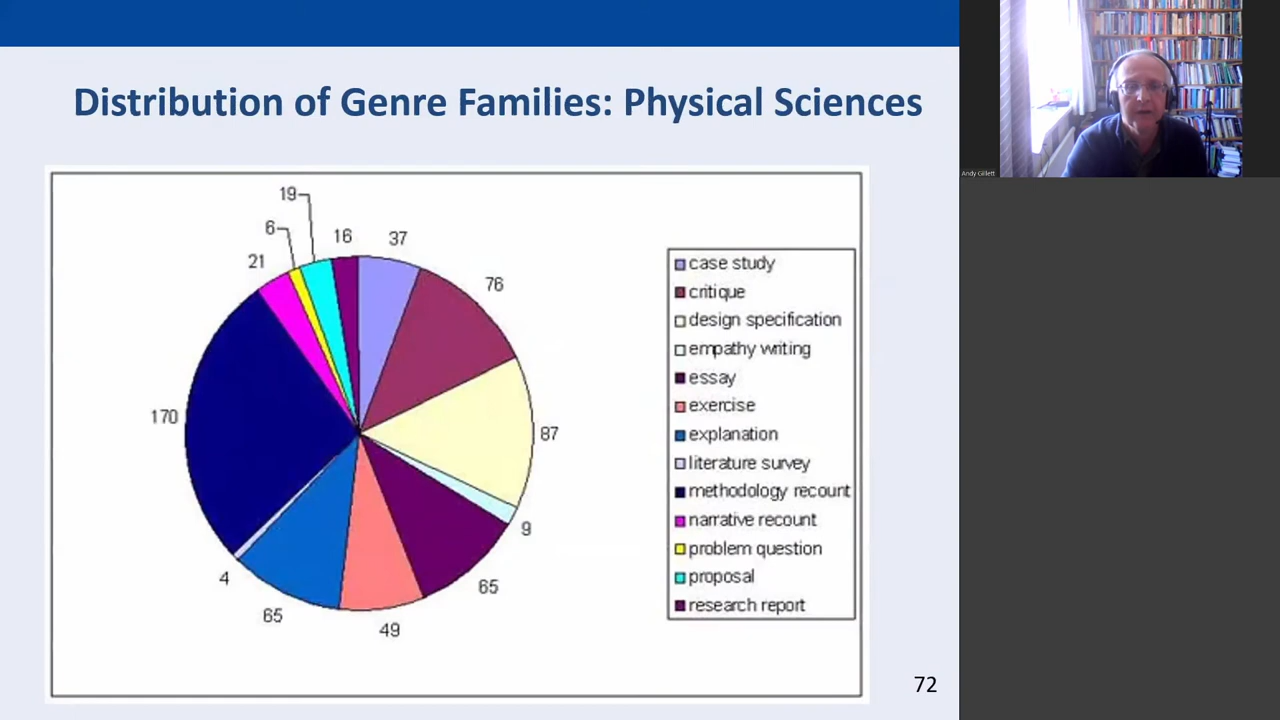 Distribution of Genre Families: Physical Sciences
19
6
16
37
21
76
170
87
9
4
65
65
49
case study
critique
design specification
empathy writing
essay
exercise
explanation
literature survey
methodology recount
narrative recount
problem question
proposal
research report
72
Andy Gillett